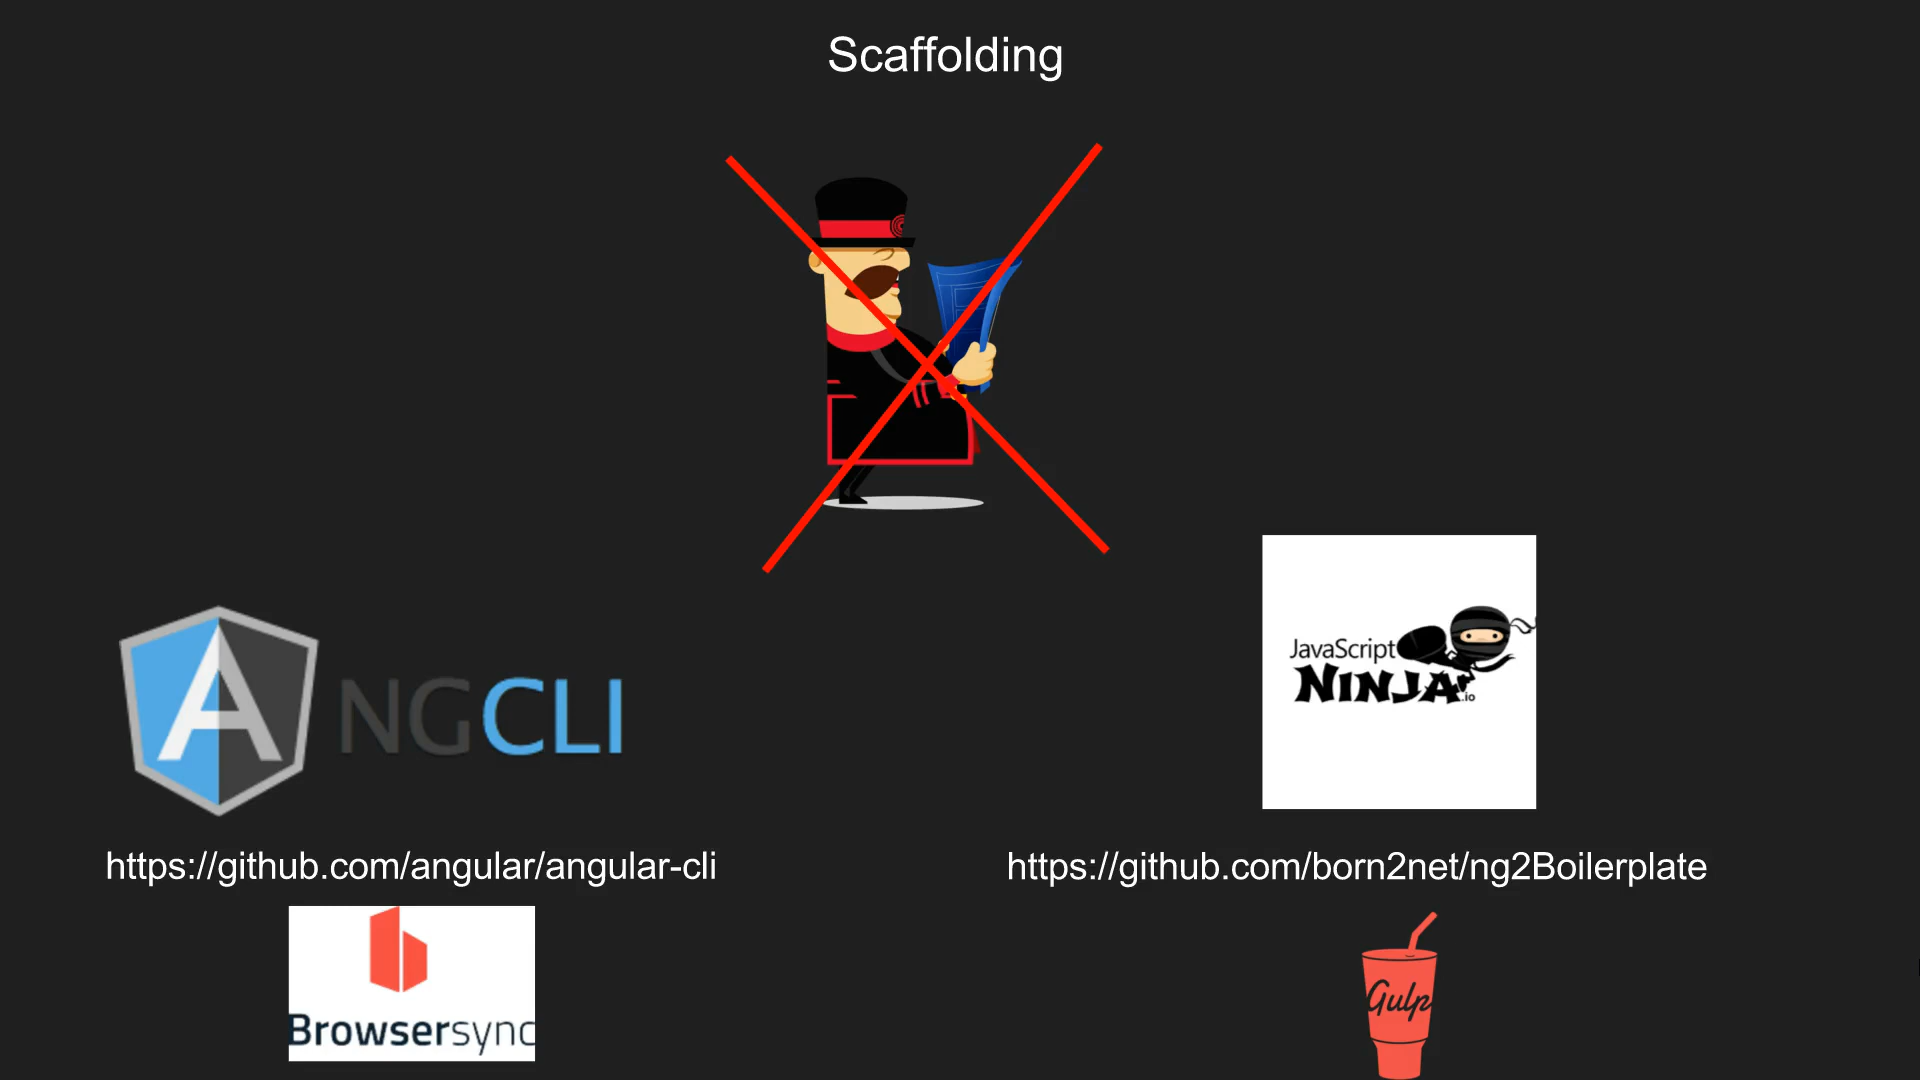 Scaffolding
NGCLI
JavaScript
NINJA.io
https://github.com/angular/angular-cli
https://github.com/born2net/ng2Boilerplate
Browsersync
Gulp